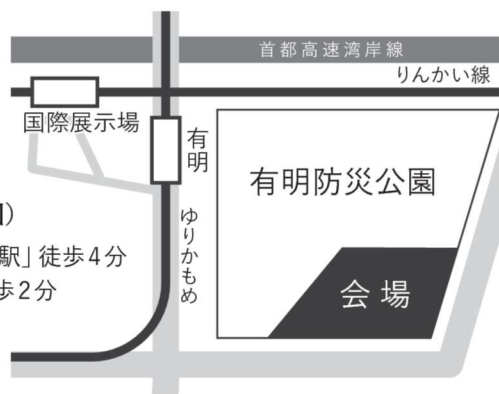 首都高速湾岸線
りんかい線
国際展示場
有明
有明防災公園
ゆりかもめ
）
駅」徒歩4分
歩2分
会場